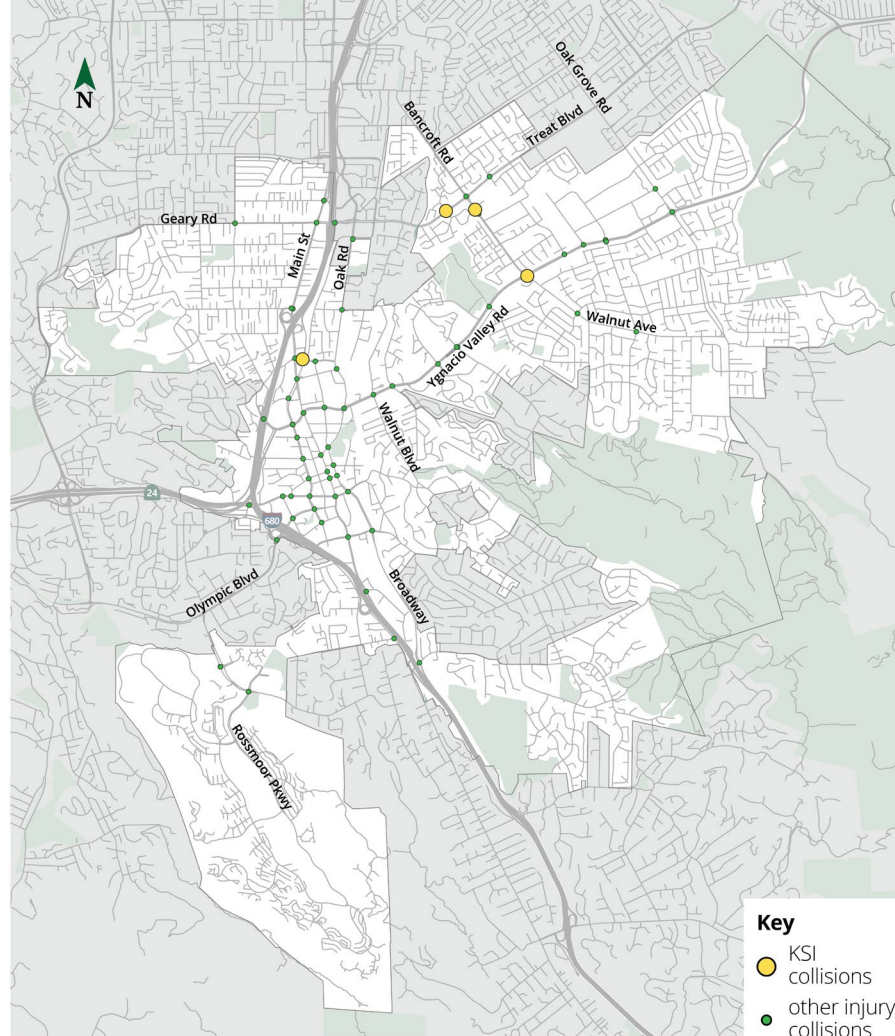 N
Oak Grove Rd
Bancroft Rd
Treat Blvd
Geary Rd
Main St
Oak Rd
Walnut Ave
Ygnacio Valley Rd
Walnut Blvd
24
680
Olympic Blvd
Broadway
Rossmoor Pkwy
Key
KSI
collisions
other injury
collisions